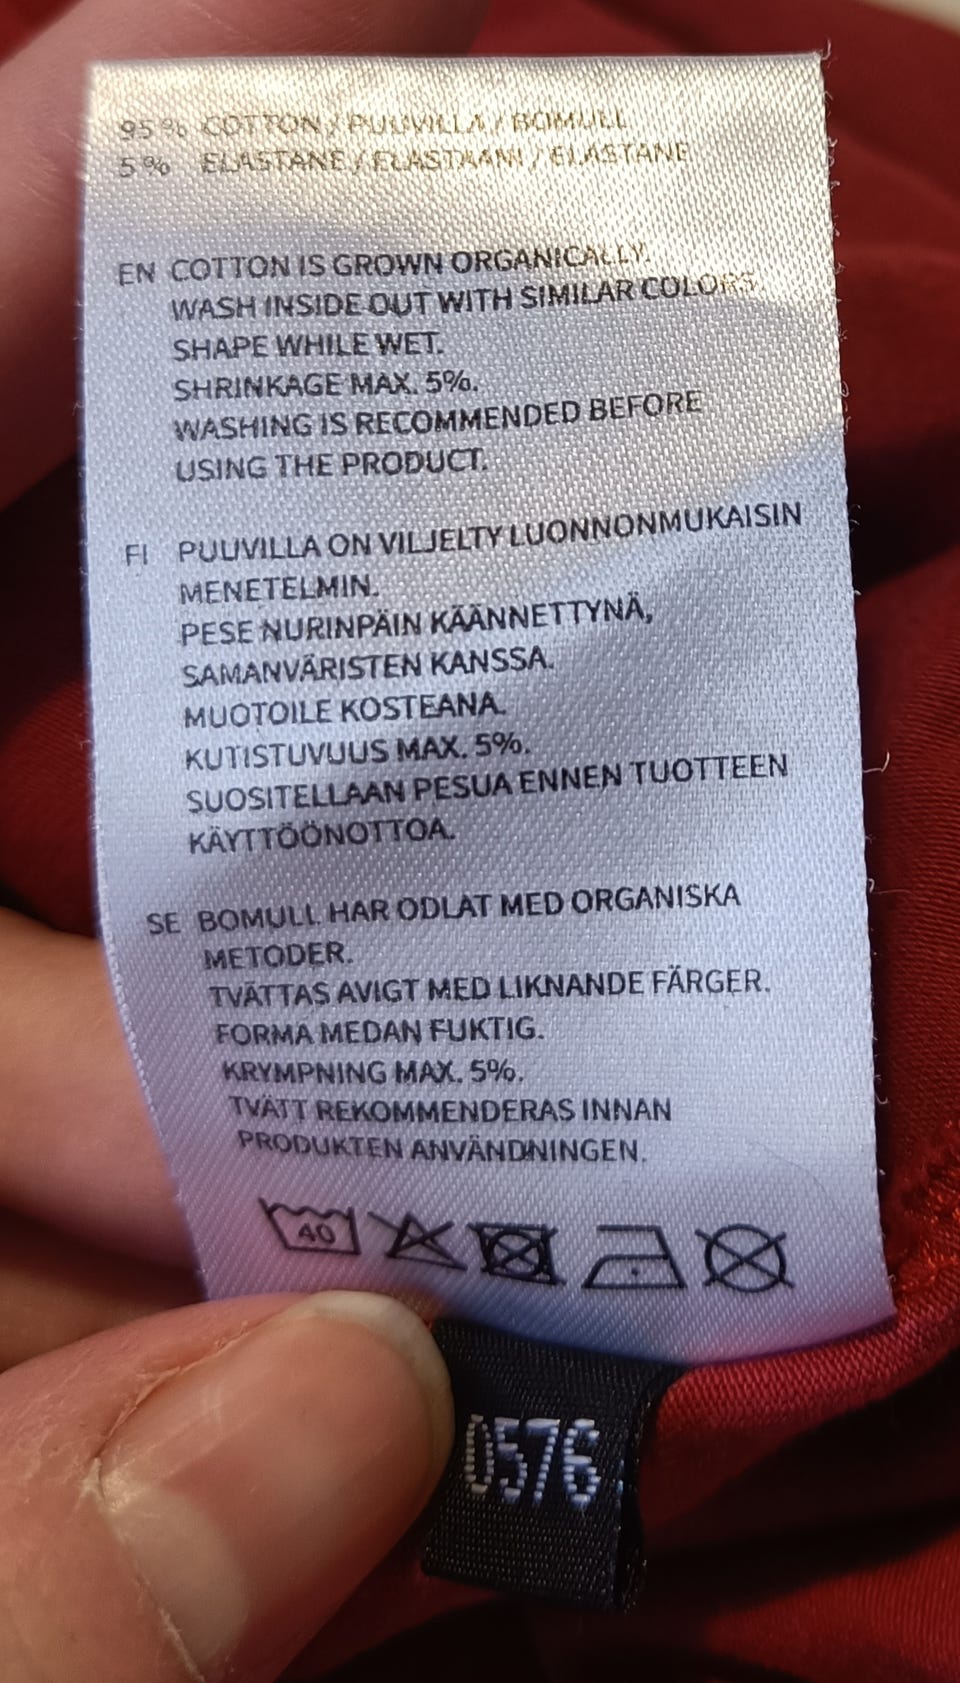 95% COTTON / PUUVILLA / BOMULL
5% ELASTANE / ELASTAANI / ELASTANE
EN COTTON IS GROWN ORGANICALLY.
WASH INSIDE OUT WITH SIMILAR COLORS.
SHAPE WHILE WET.
SHRINKAGE MAX. 5%.
WASHING IS RECOMMENDED BEFORE
USING THE PRODUCT.
FI PUUVILLA ON VILJELTY LUONNONMUKAISIN
MENETELMIN.
PESE NURINPÄIN KÄÄNNETTYNÄ,
SAMANVÄRISTEN KANSSA.
MUOTOILE KOSTEANA.
KUTISTUVUUS MAX. 5%.
SUOSITELLAAN PESUA ENNEN TUOTTEEN
KÄYTTÖÖNOTTOA.
SE BOMULL HAR ODLAT MED ORGANISKA
METODER.
TVÄTTAS AVIGT MED LIKNANDE FÄRGER.
FORMA MEDAN FUKTIG.
KRYMPNING MAX. 5%.
TVÄTT REKOMMENDERAS INNAN
PRODUKTEN ANVÄNDNINGEN.
40
0576